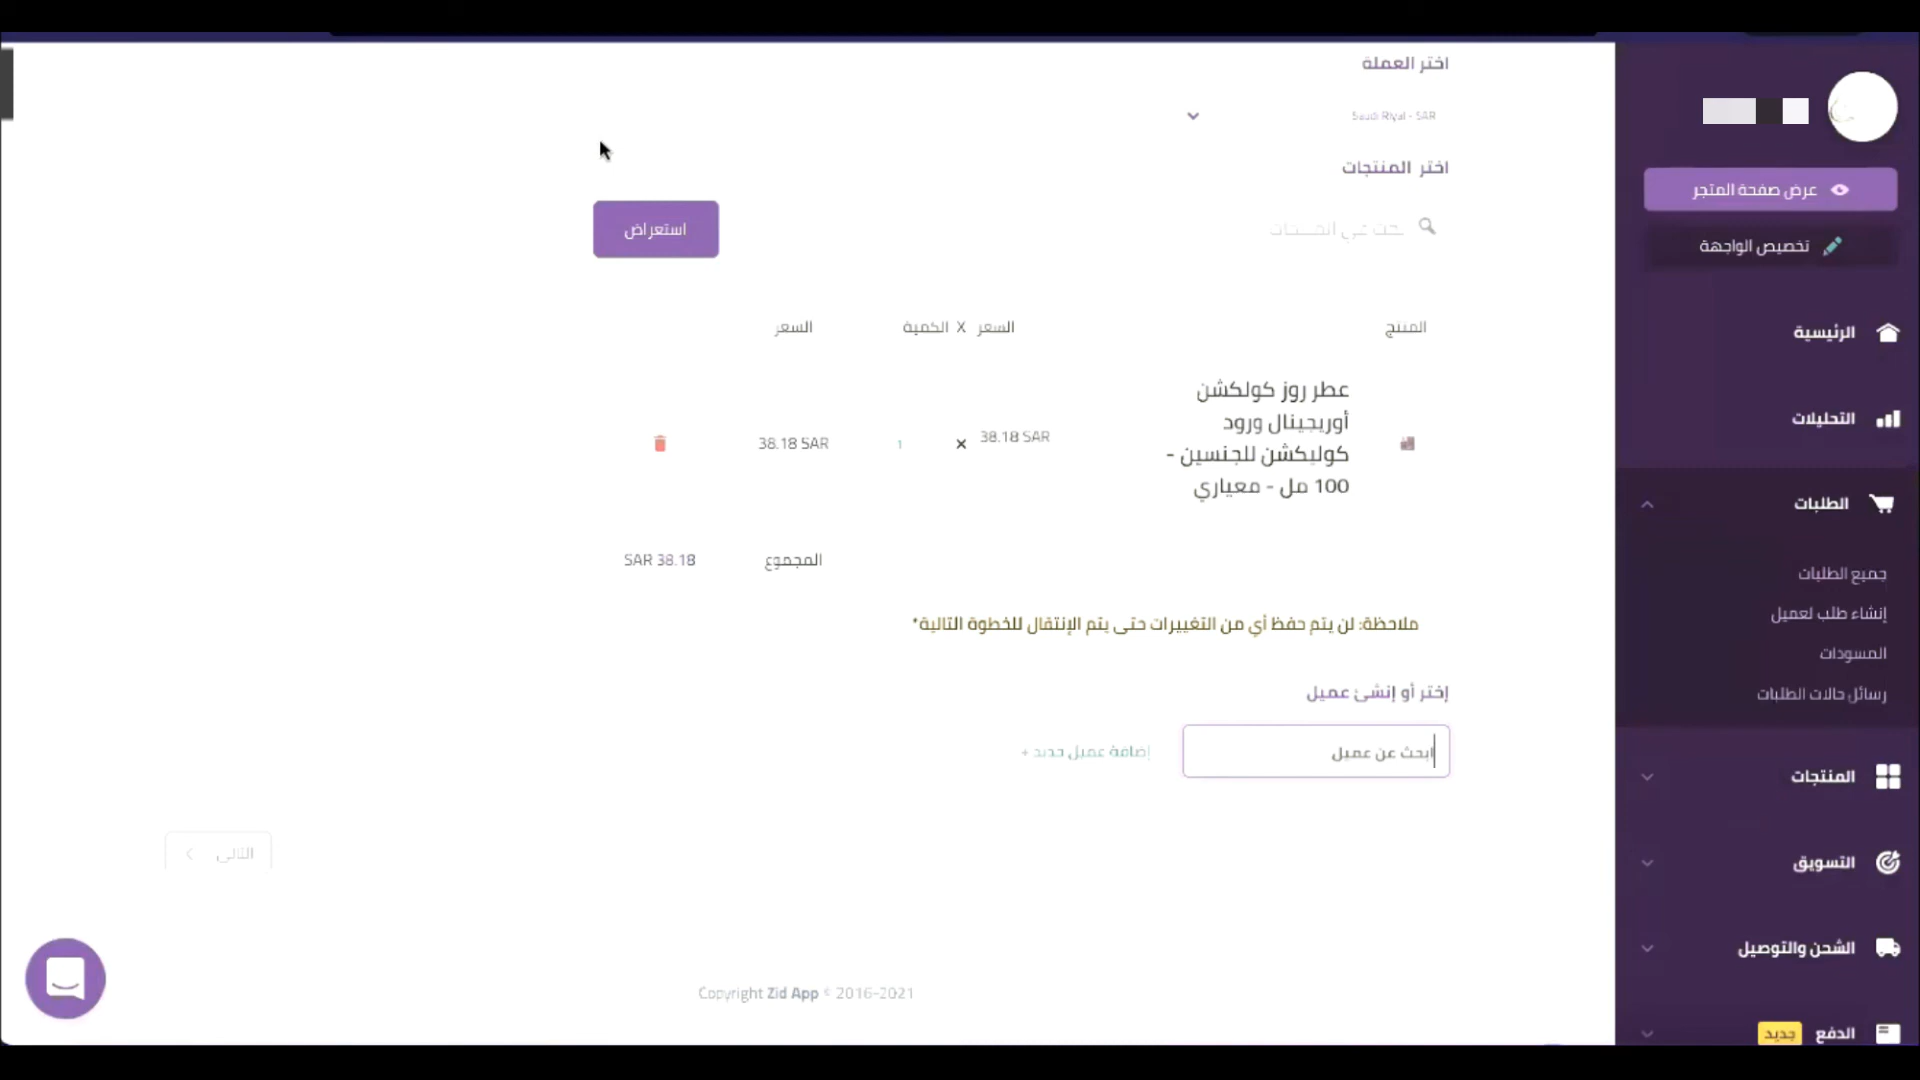 اختر العملة
Saudi Riyal - SAR
اختر المنتجات
استعراض
المنتج
السعر X الكمية
السعر
عطر روز كولكشن
أوريجينال ورود
كوليكشن للجنسين -
100 مل - معياري
38.18 SAR
×
1
38.18 SAR
المجموع
SAR 38.18
ملاحظة: لن يتم حفظ أي من التغييرات حتى يتم الإنتقال للخطوة التالية*
إختر أو إنشئ عميل
ابحث عن عميل
إضافة عميل جديد +
التالي
Copyright Zid App © 2016-2021
عرض صفحة المتجر
تخصيص الواجهة
الرئيسية
التحليلات
الطلبات
جميع الطلبات
إنشاء طلب لعميل
المسودات
رسائل حالات الطلبات
المنتجات
التسويق
الشحن والتوصيل
الدفع
جديد